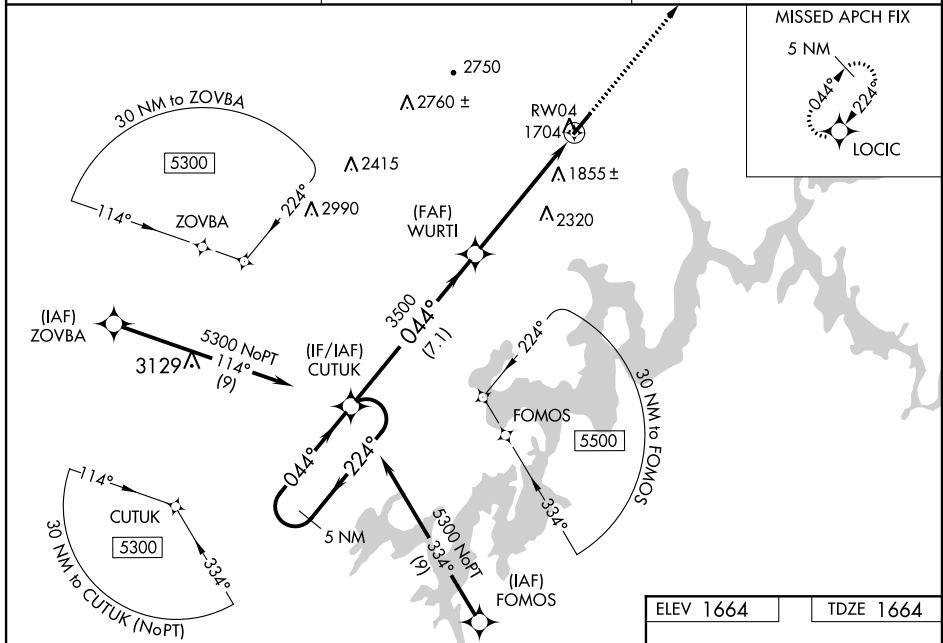 MISSED APCH FIX
5 NM
044°
224°
LOCIC
2750
2760 ±
RW04
1704
30 NM to ZOVBA
5300
2415
1855 ±
114°
ZOVBA
224°
2990
(FAF)
WURTI
2320
(IAF)
ZOVBA
5300 NoPT
114°
(9)
3129
(IF/IAF)
CUTUK
3500
044°
(7.1)
224°
30 NM to FOMOS
FOMOS
5500
334°
044°
224°
5 NM
114°
CUTUK
5300
334°
30 NM to CUTUK (NoPT)
5300 NoPT
334°
(9)
(IAF)
FOMOS
ELEV 1664
TDZE 1664